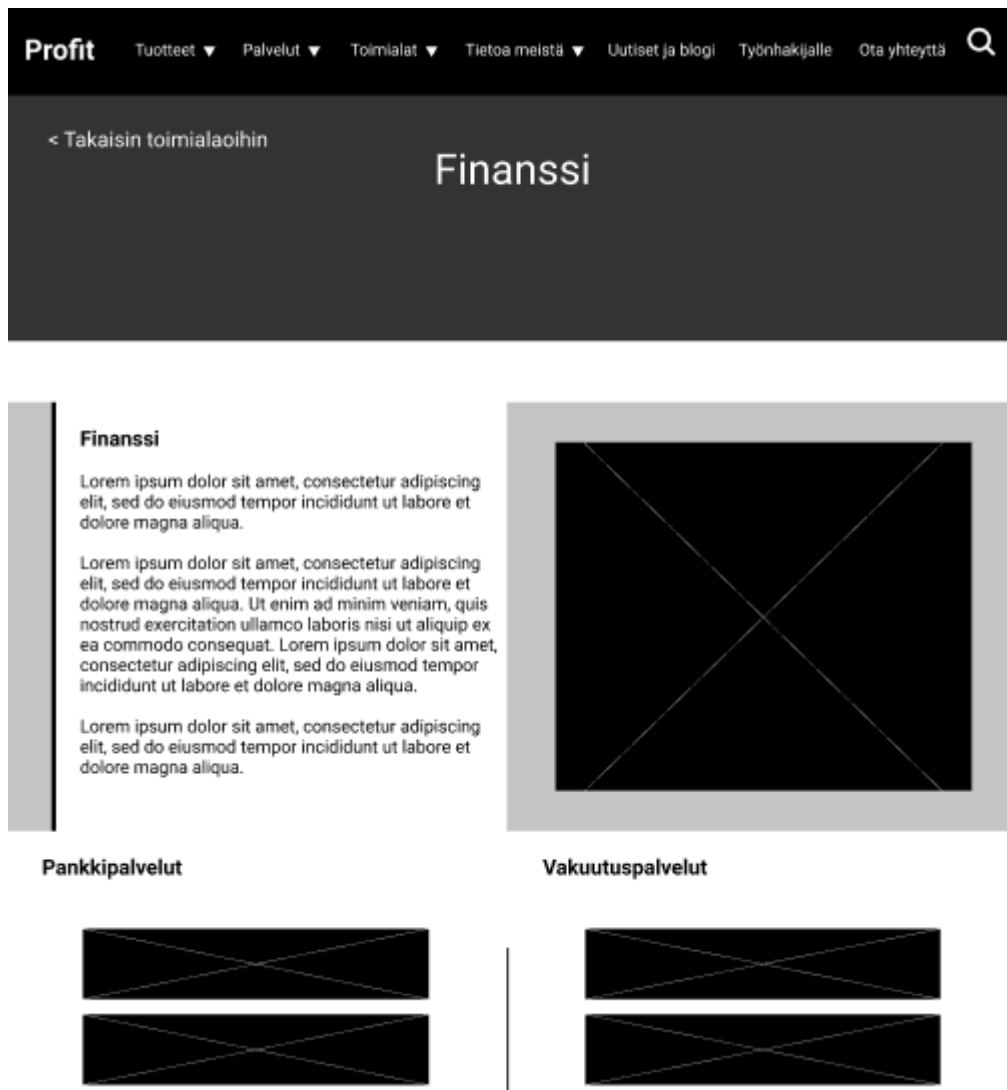 Profit Tuotteet ▼ Palvelut ▼ Toimialat ▼ Tietoa meistä ▼ Uutiset ja blogi Työnhakijalle Ota yhteyttä
< Takaisin toimialaoihin
Finanssi
Finanssi
Lorem ipsum dolor sit amet, consectetur adipiscing
elit, sed do eiusmod tempor incididunt ut labore et
dolore magna aliqua.
Lorem ipsum dolor sit amet, consectetur adipiscing
elit, sed do eiusmod tempor incididunt ut labore et
dolore magna aliqua. Ut enim ad minim veniam, quis
nostrud exercitation ullamco laboris nisi ut aliquip ex
ea commodo consequat. Lorem ipsum dolor sit amet,
consectetur adipiscing elit, sed do eiusmod tempor
incididunt ut labore et dolore magna aliqua.
Lorem ipsum dolor sit amet, consectetur adipiscing
elit, sed do eiusmod tempor incididunt ut labore et
dolore magna aliqua.
Pankkipalvelut
Vakuutuspalvelut